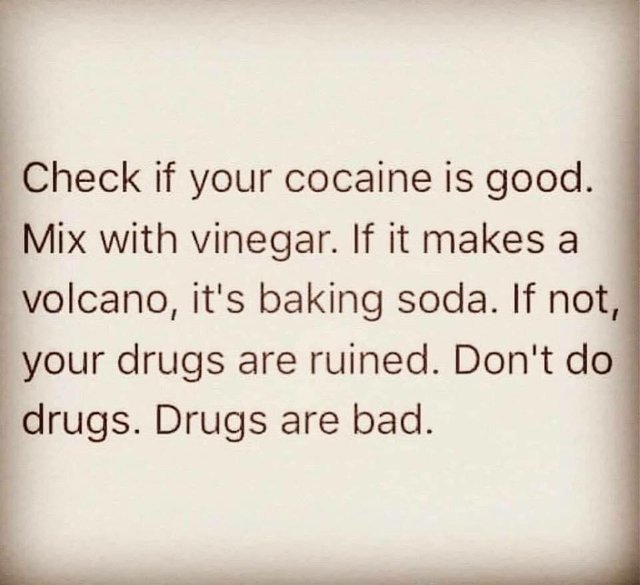 Check if your cocaine is good.
Mix with vinegar. If it makes a
volcano, it's baking soda. If not,
your drugs are ruined. Don't do
drugs. Drugs are bad.